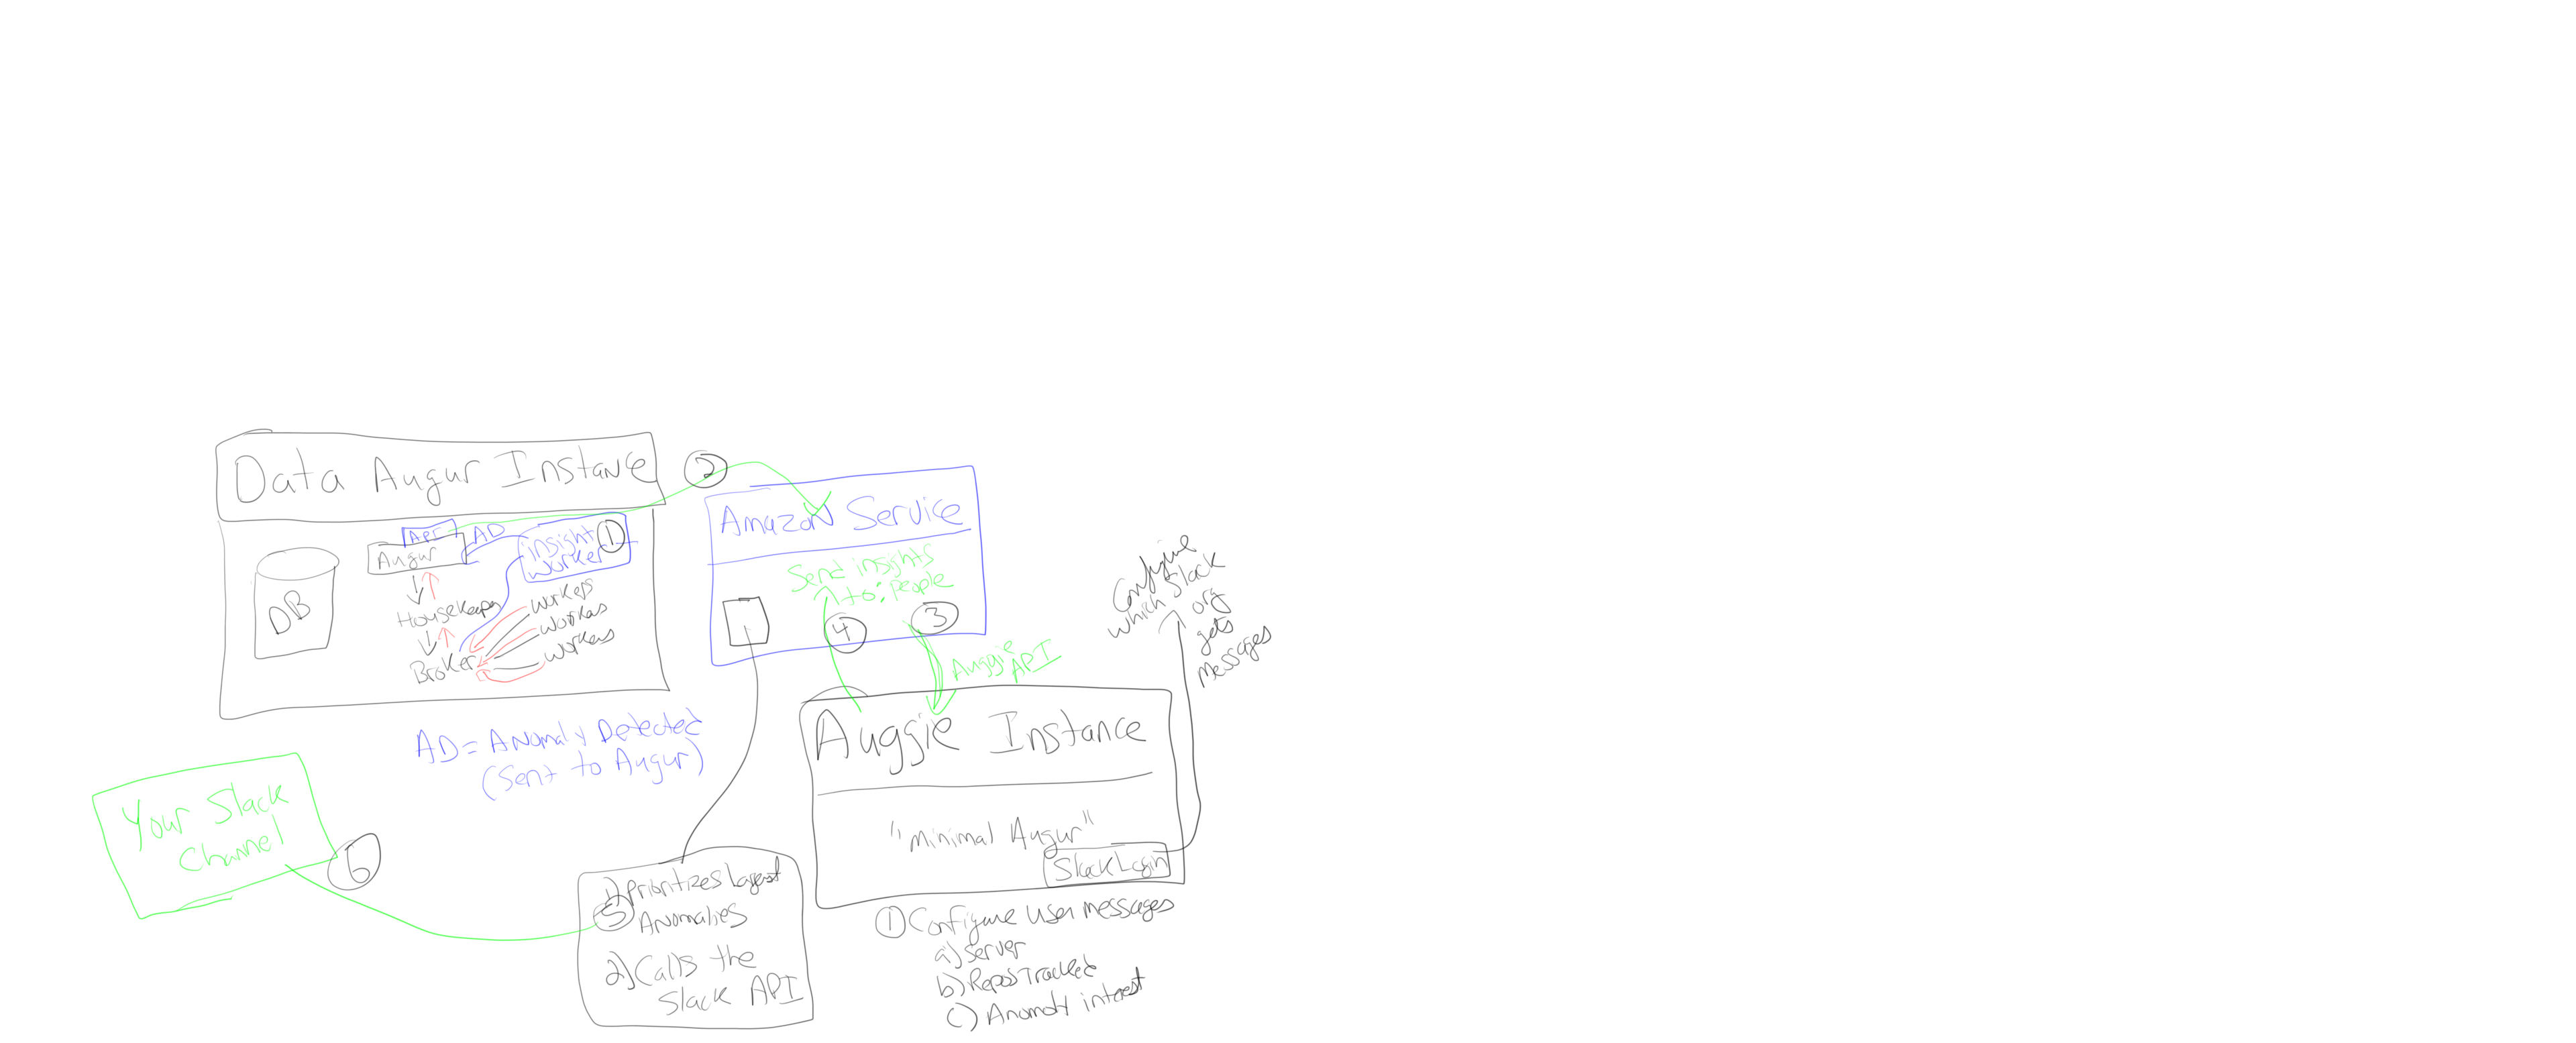 Data Augur Instance
DB
API
AD
Augur
Insight
Worker
1
Housekeeper
Workers
Workers
Workers
Broker
AD = Anomaly Detected
(Sent to Augur)
2
Amazon Service
Send insights
to: people
4
3
Auggie
API
Configure
which Slack
org
gets
messages
Auggie Instance
"Minimal Augur"
Slack Login
1 Configure user messages
a) Server
b) Repos Tracked
c) Anomaly interest
1) Prioritizes Largest
5
Anomalies
2) Calls the
Slack API
Your Slack
Channel
6